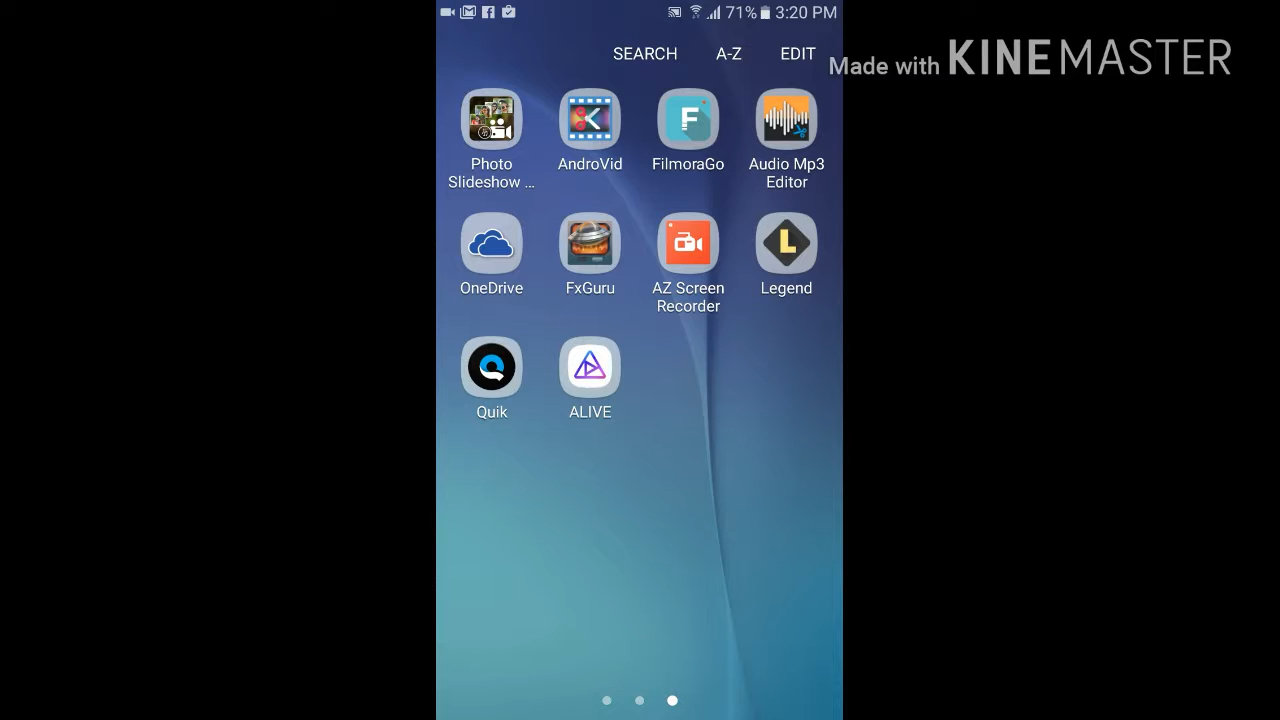 71% 3:20 PM
SEARCH A-Z EDIT
Made with KINEMASTER
Photo Slideshow ...
AndroVid
FilmoraGo
Audio Mp3 Editor
OneDrive
FxGuru
AZ Screen Recorder
Legend
Quik
ALIVE